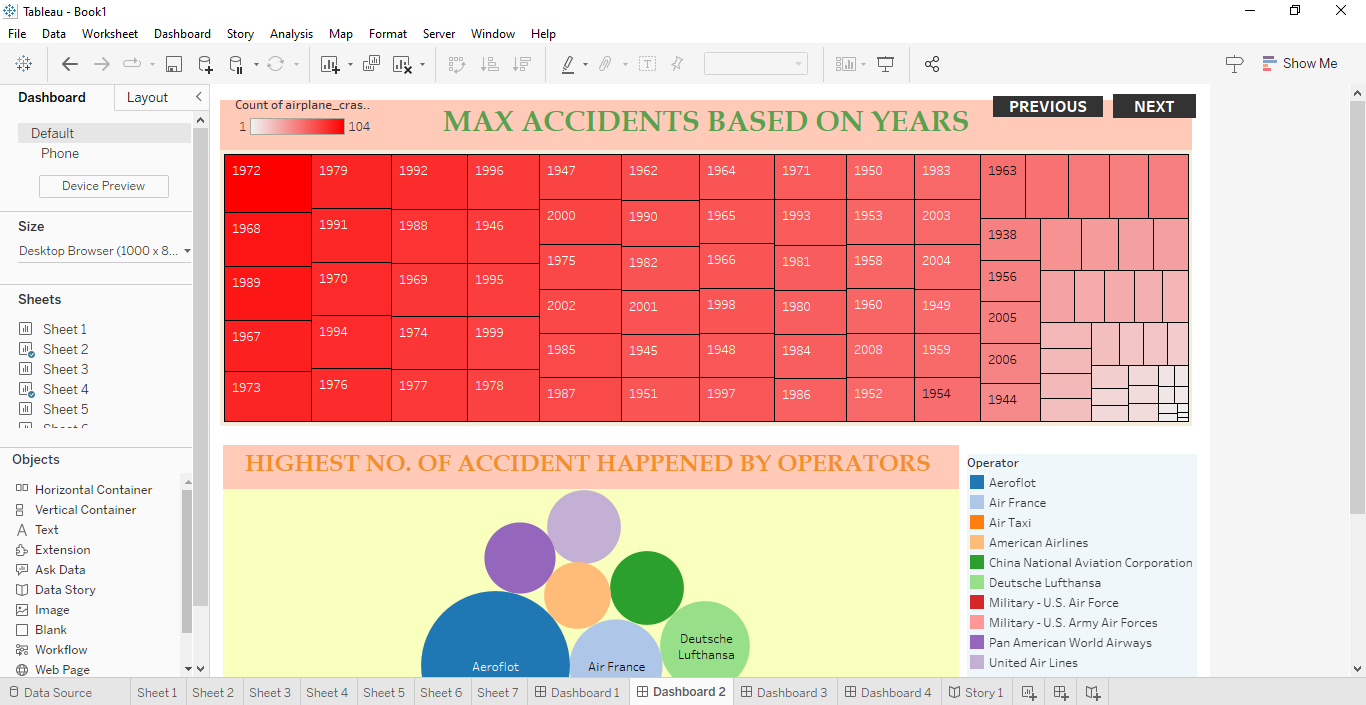 Tableau - Book1
File Data Worksheet Dashboard Story Analysis Map Format Server Window Help
Show Me
Dashboard Layout
Default
Phone
Device Preview
Size
Desktop Browser (1000 x 8...
Sheets
Sheet 1
Sheet 2
Sheet 3
Sheet 4
Sheet 5
Objects
Horizontal Container
Vertical Container
Text
Extension
Ask Data
Data Story
Image
Blank
Workflow
Web Page
Count of airplane_cras..
1 104
MAX ACCIDENTS BASED ON YEARS
PREVIOUS NEXT
1972 1979 1992 1996 1947 1962 1964 1971 1950 1983 1963
1968 1991 1988 1946 2000 1990 1965 1993 1953 2003 1938
1989 1970 1969 1995 1975 1982 1966 1981 1958 2004 1956
1967 1994 1974 1999 2002 2001 1998 1980 1960 1949 2005
1973 1976 1977 1978 1985 1945 1948 1984 2008 1959 2006
1987 1951 1997 1986 1952 1954 1944
HIGHEST NO. OF ACCIDENT HAPPENED BY OPERATORS
Deutsche
Lufthansa
Aeroflot Air France
Operator
Aeroflot
Air France
Air Taxi
American Airlines
China National Aviation Corporation
Deutsche Lufthansa
Military - U.S. Air Force
Military - U.S. Army Air Forces
Pan American World Airways
United Air Lines
Data Source Sheet 1 Sheet 2 Sheet 3 Sheet 4 Sheet 5 Sheet 6 Sheet 7 Dashboard 1 Dashboard 2 Dashboard 3 Dashboard 4 Story 1